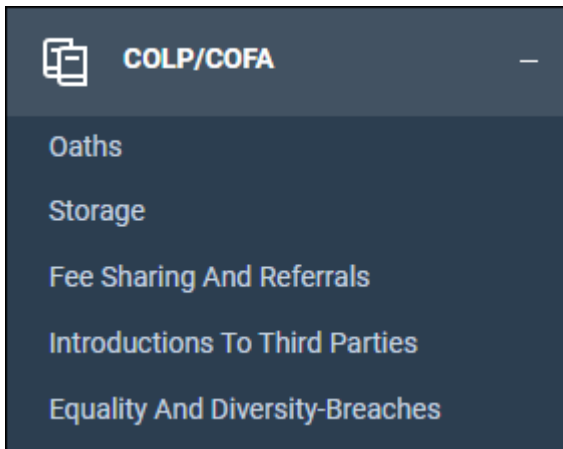 COLP/COFA
Oaths
Storage
Fee Sharing And Referrals
Introductions To Third Parties
Equality And Diversity-Breaches